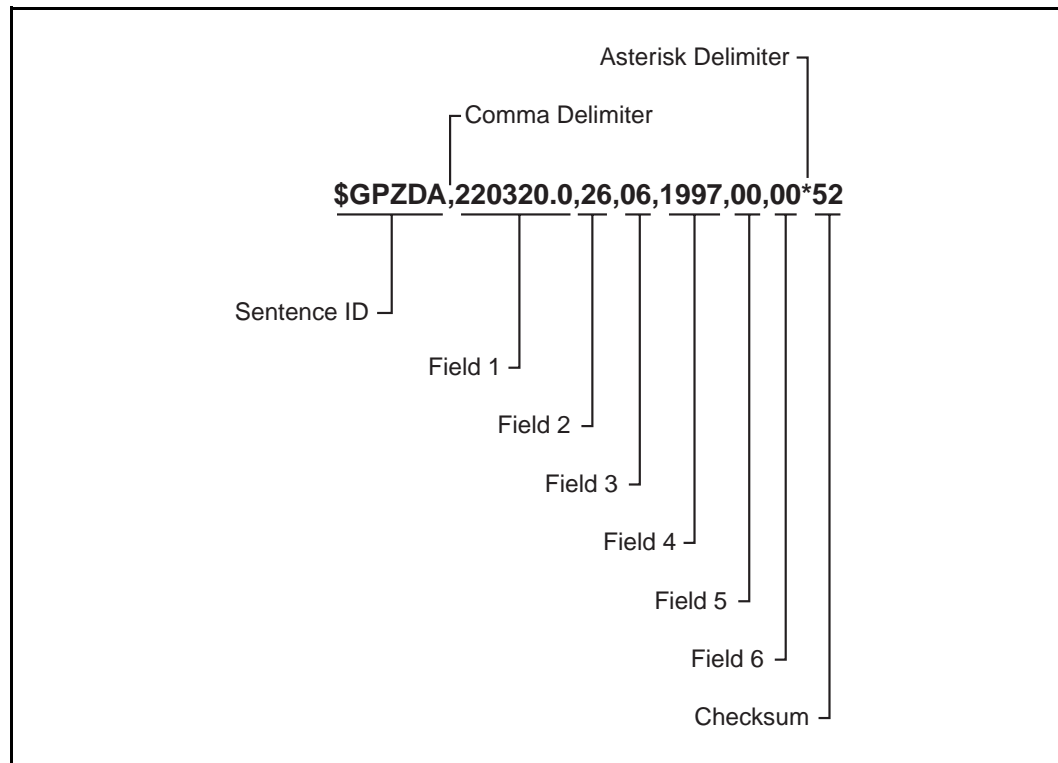 Asterisk Delimiter
Comma Delimiter
$GPZDA,220320.0,26,06,1997,00,00*52
Sentence ID
Field 1
Field 2
Field 3
Field 4
Field 5
Field 6
Checksum